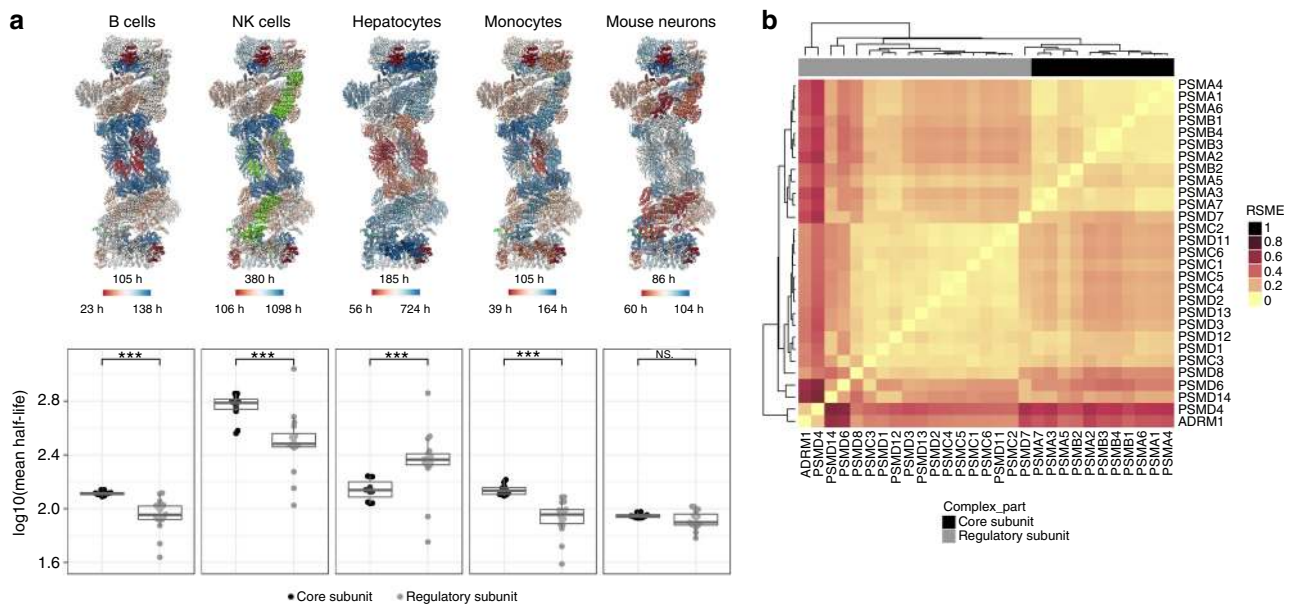 a
B cells
NK cells
Hepatocytes
Monocytes
Mouse neurons
105 h
23 h
138 h
380 h
106 h
1098 h
185 h
56 h
724 h
105 h
39 h
164 h
86 h
60 h
104 h
***
***
***
***
NS.
log10(mean half-life)
2.8
2.4
2.0
1.6
Core subunit
Regulatory subunit
b
PSMA4
PSMA1
PSMA6
PSMB1
PSMB4
PSMB3
PSMA2
PSMB2
PSMA5
PSMA3
PSMA7
PSMD7
PSMC2
PSMD11
PSMC6
PSMC1
PSMC5
PSMC4
PSMD2
PSMD13
PSMD3
PSMD12
PSMD1
PSMC3
PSMD8
PSMD6
PSMD14
PSMD4
ADRM1
RSME
1
0.8
0.6
0.4
0.2
0
ADRM1
PSMC4
PSMD14
PSMD6
PSMD8
PSMC3
PSMD1
PSMD12
PSMD3
PSMD13
PSMD2
PSMC4
PSMC5
PSMC1
PSMC6
PSMD11
PSMC2
PSMD7
PSMA7
PSMA3
PSMA5
PSMB2
PSMA2
PSMB3
PSMB4
PSMB1
PSMA6
PSMA1
PSMA4
Complex_part
Core subunit
Regulatory subunit